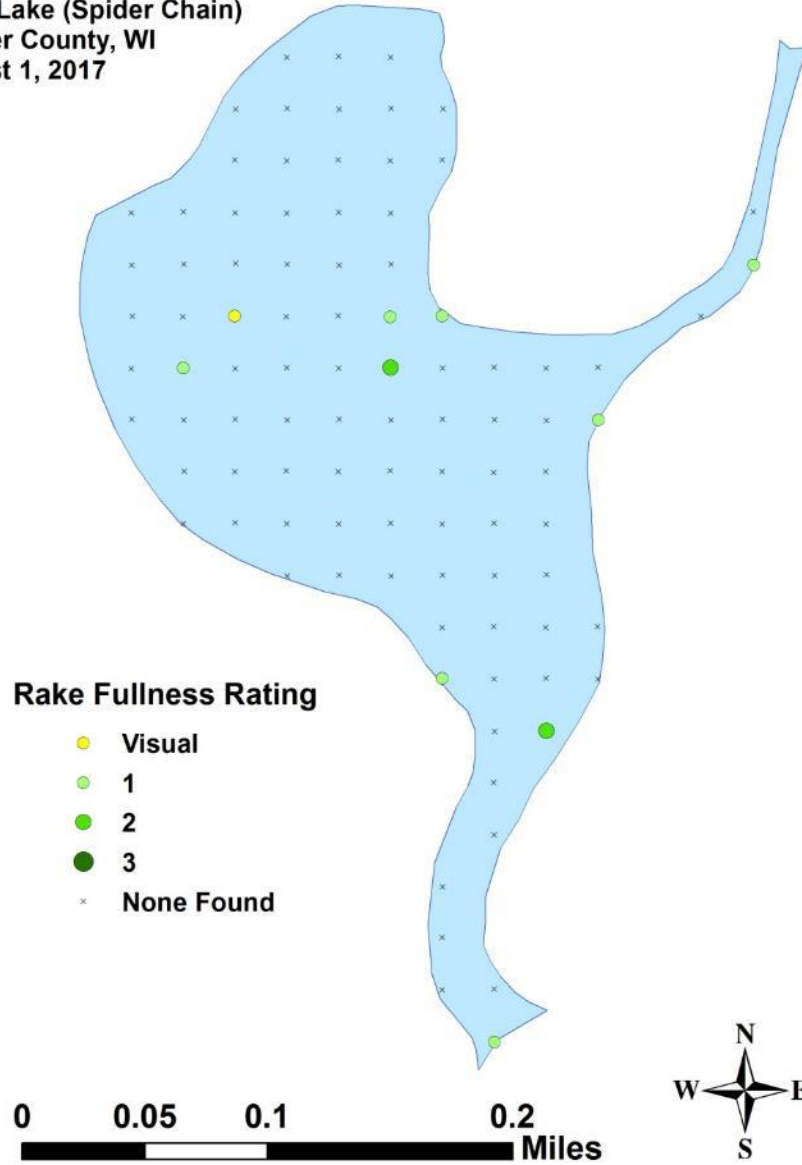 Lake (Spider Chain)
County, WI
1, 2017
Rake Fullness Rating
Visual
1
2
3
None Found
N
W E
S
0 0.05 0.1 0.2
Miles